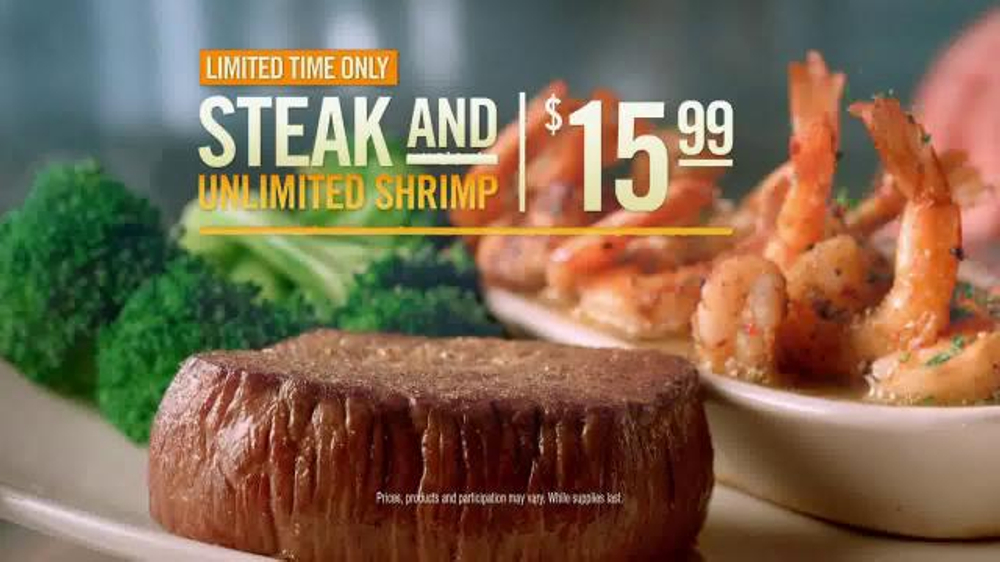 LIMITED TIME ONLY
STEAK AND
UNLIMITED SHRIMP
$15.99
Prices, products and participation may vary. While supplies last.